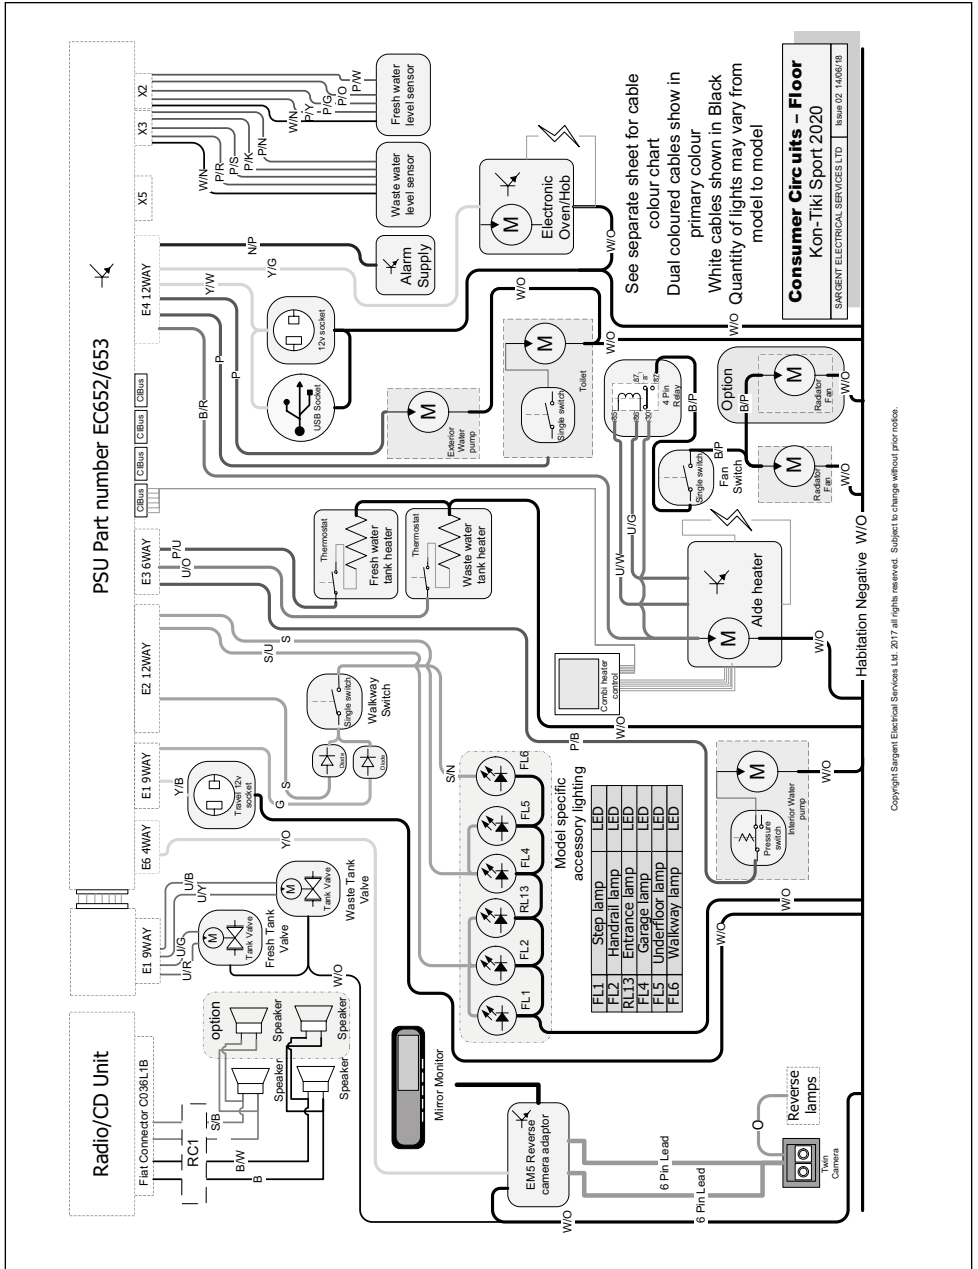 Radio/CD Unit
Fiat Connector C036L1B
RC1
S/B
B/W
B
option
Speaker
Speaker
Speaker
Speaker
PSU Part number EC652/653
E1 9WAY
E6 4WAY
E1 9WAY
E2 12WAY
E3 6WAY
CIBus
CIBus
CIBus
CIBus
E4 12WAY
X5
X3
X2
U/R
U/G
U/Y
U/B
M
Tank Valve
Fresh Tank
Valve
M
Tank Valve
Waste Tank
Valve
W/O
Y/O
Y/B
Travel 12v
socket
G
S
Diode
Diode
Single switch
Walkway
Switch
S/U
S
S/N
U/O
P/U
Thermostat
Fresh water
tank heater
Thermostat
Waste water
tank heater
B/R
P
P
Y/W
Y/G
N/P
USB Socket
12v socket
Alarm
Supply
W/N
P/R
P/S
P/K
P/N
W/N
P/Y
P/G
P/O
P/W
Waste water
level sensor
Fresh water
level sensor
M
Electronic
Oven/Hob
W/O
M
Exterior
Water
pump
W/O
Single switch
M
Toilet
W/O
W/O
Mirror Monitor
FL1
FL2
RL13
FL4
FL5
FL6
Model specific
accessory lighting
FL1 Step lamp LED
FL2 Handrail lamp LED
RL13 Entrance lamp LED
FL4 Garage lamp LED
FL5 Underfloor lamp LED
FL6 Walkway lamp LED
W/O
W/O
EM5 Reverse
camera adaptor
W/O
6 Pin Lead
6 Pin Lead
O
Reverse
lamps
Twin
Camera
P/B
W/O
Pressure
switch
M
Interior Water
pump
W/O
Combi heater
control
M
Alde heater
W/O
U/W
U/G
85
86
30
87
a
87
4 Pin
Relay
B/P
Single switch
B/P
Fan
Switch
M
Radiator
Fan
W/O
Option
B/P
M
Radiator
Fan
W/O
Habitation Negative W/O
See separate sheet for cable
colour chart
Dual coloured cables show in
primary colour
White cables shown in Black
Quantity of lights may vary from
model to model
Consumer Circuits – Floor
Kon-Tiki Sport 2020
SARGENT ELECTRICAL SERVICES LTD Issue 02 14/06/18
Copyright Sargent Electrical Services Ltd. 2017 all rights reserved. Subject to change without prior notice.